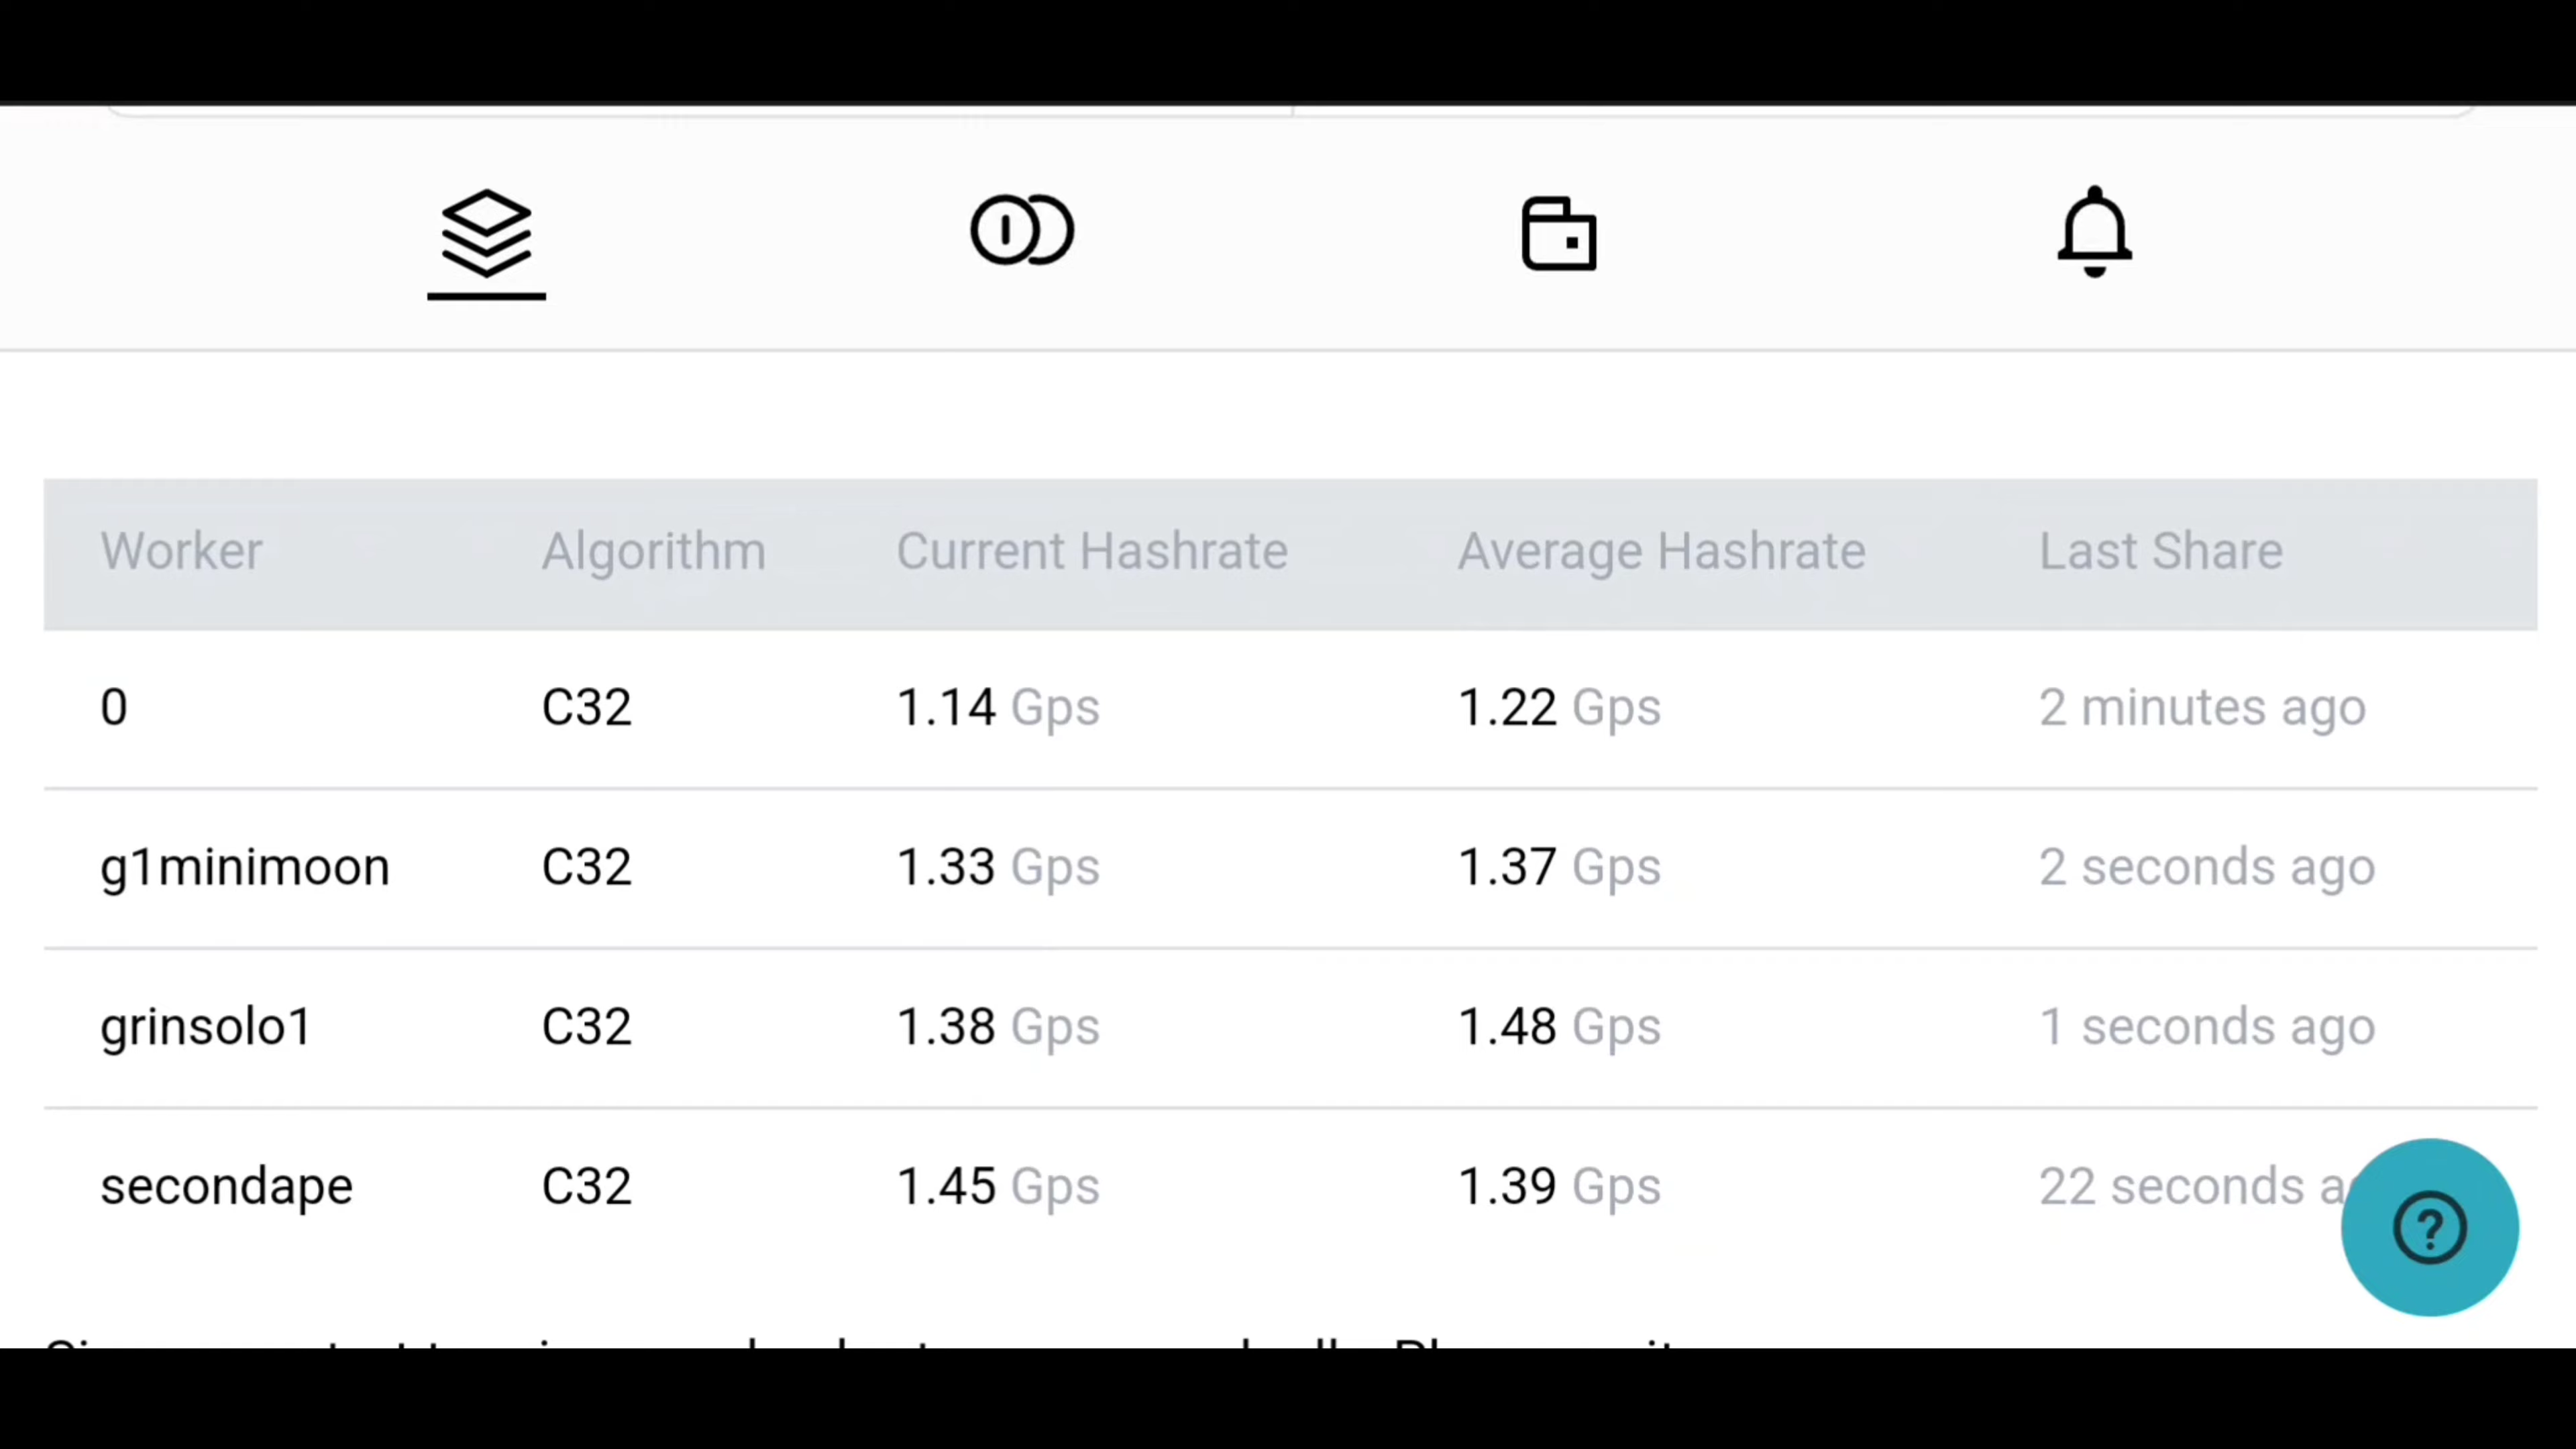 Worker Algorithm Current Hashrate Average Hashrate Last Share
0 C32 1.14 Gps 1.22 Gps 2 minutes ago
g1minimoon C32 1.33 Gps 1.37 Gps 2 seconds ago
grinsolo1 C32 1.38 Gps 1.48 Gps 1 seconds ago
secondape C32 1.45 Gps 1.39 Gps 22 seconds
?